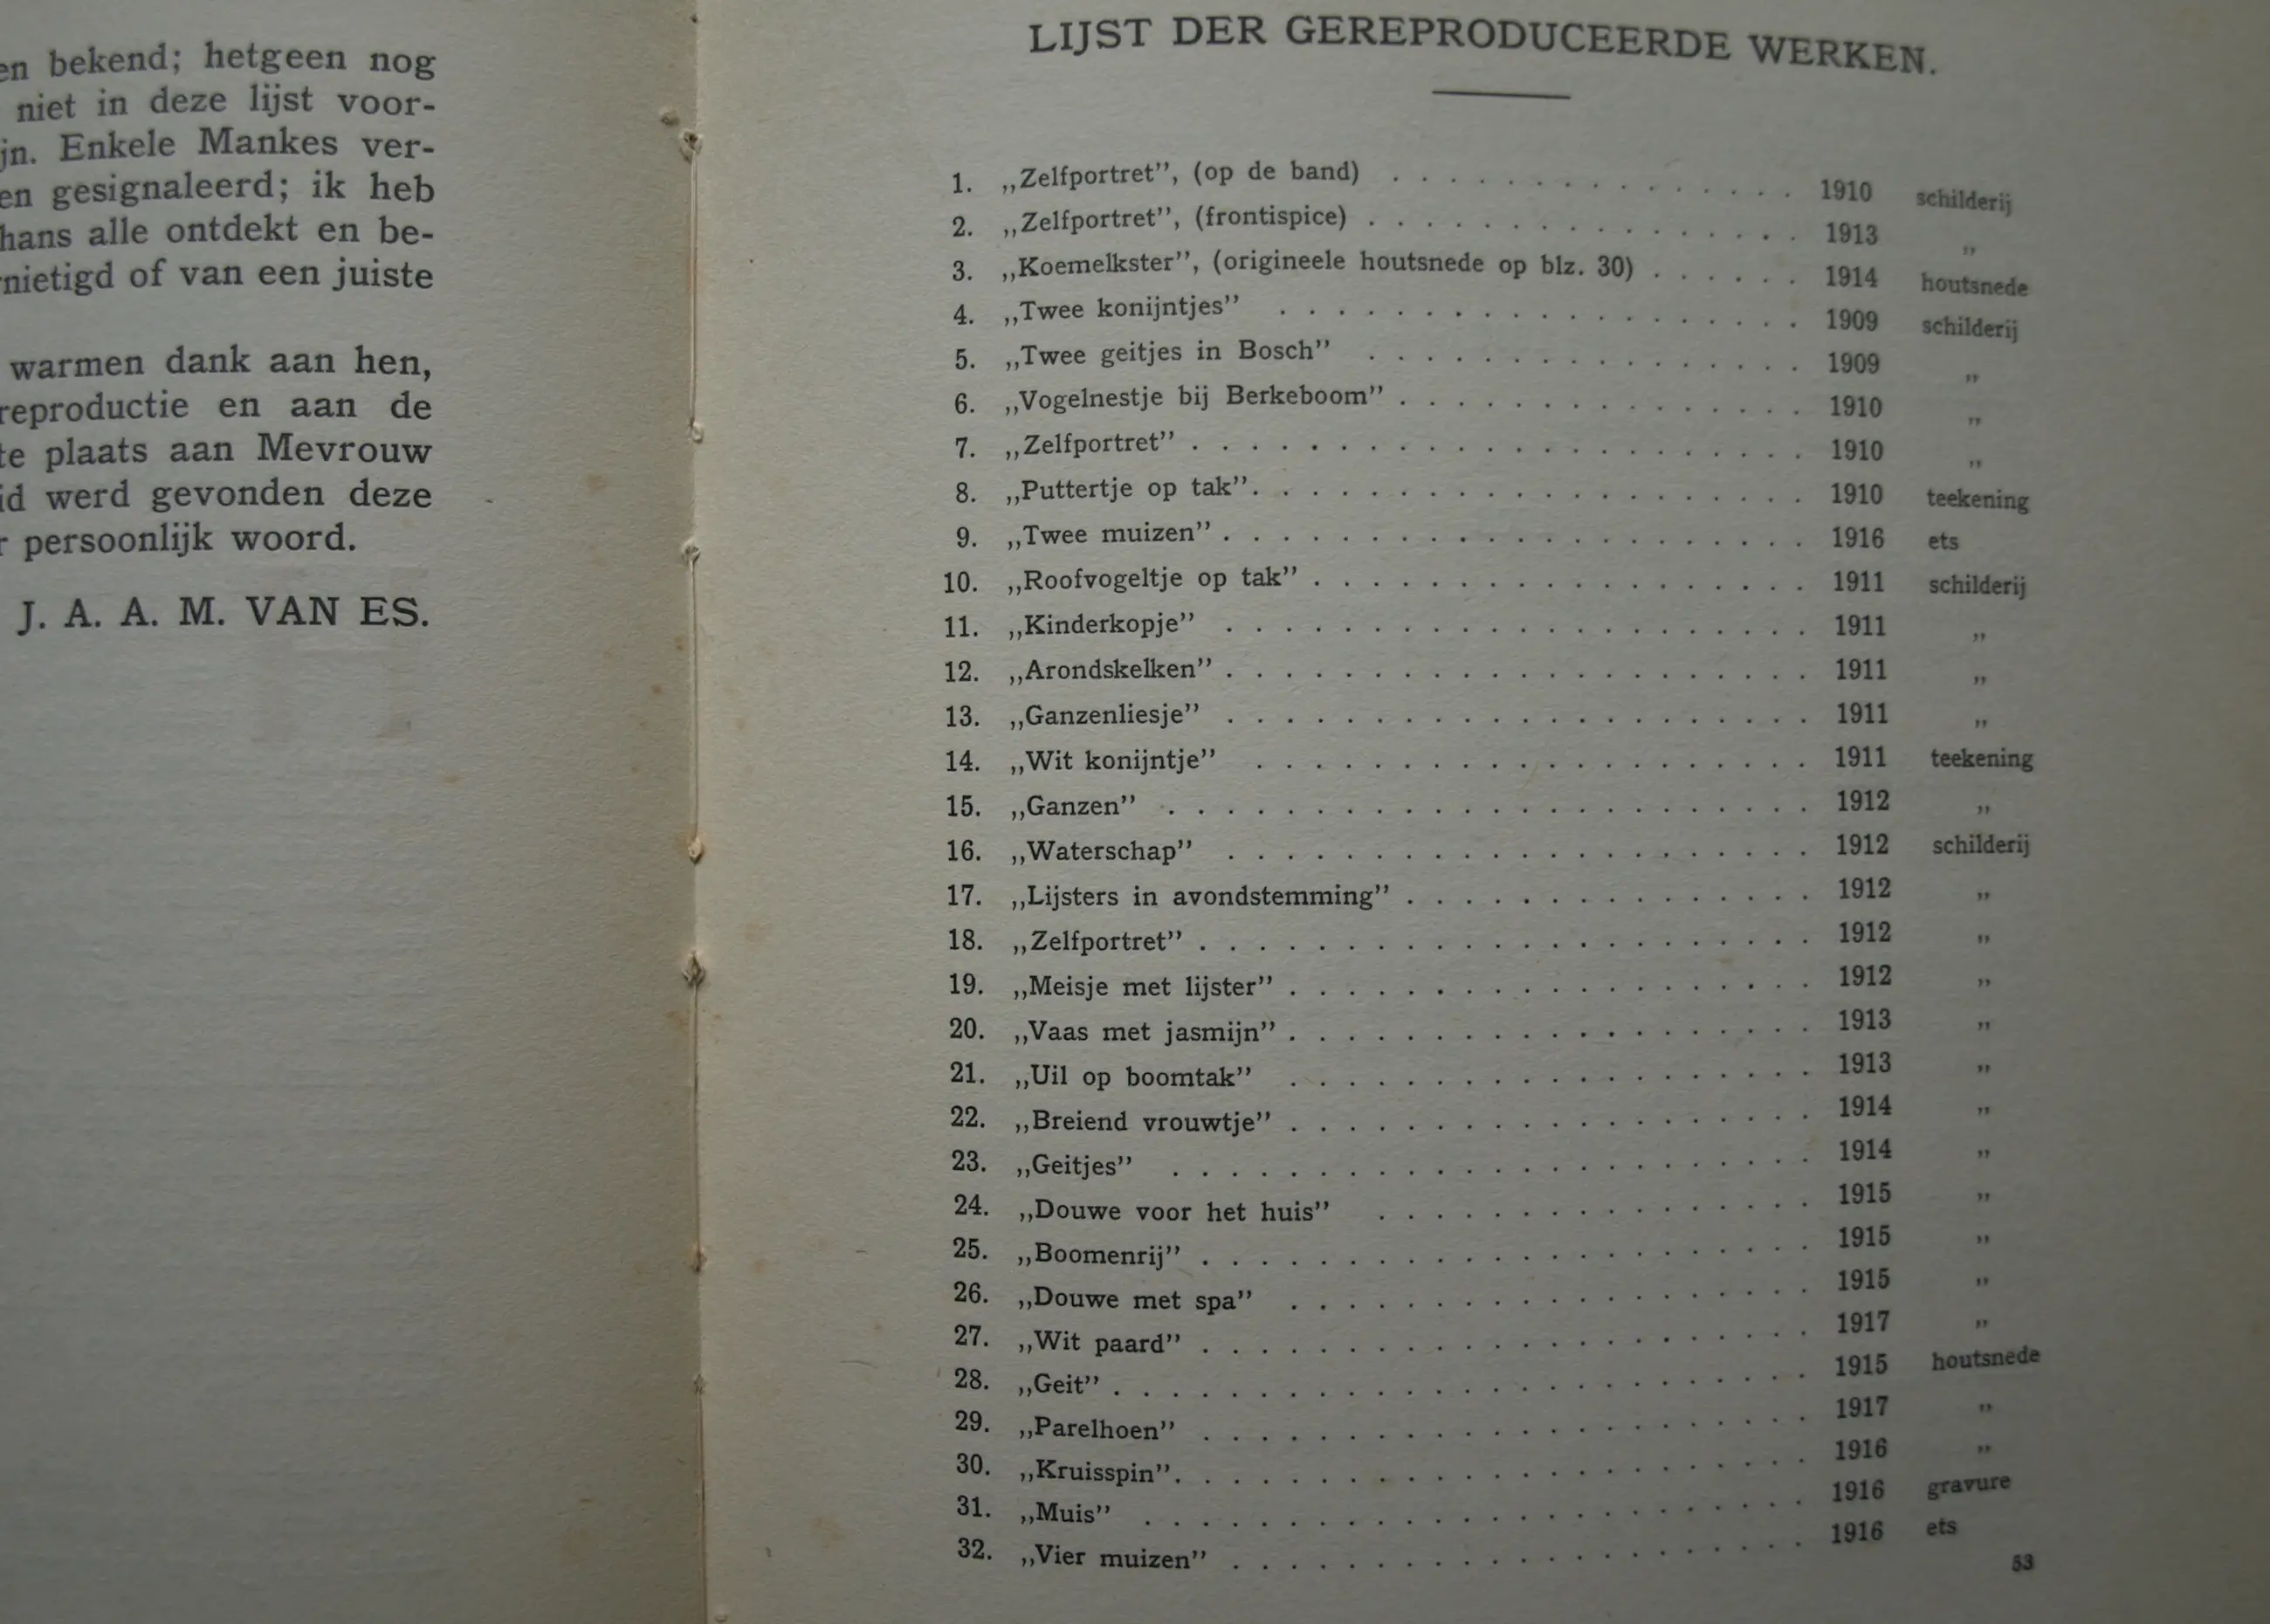 en bekend; hetgeen nog
niet in deze lijst voor-
jn. Enkele Mankes ver-
en gesignaleerd; ik heb
hans alle ontdekt en be-
nietigd of van een juiste
warmen dank aan hen,
reproductie en aan de
te plaats aan Mevrouw
id werd gevonden deze
r persoonlijk woord.
J. A. A. M. VAN ES.
LIJST DER GEREPRODUCEERDE WERKEN.
1. „Zelfportret”, (op de band) . . . . . . . . . . . . . . 1910 schilderij
2. „Zelfportret”, (frontispice) . . . . . . . . . . . . . . . 1913 „
3. „Koemelkster”, (origineele houtsnede op blz. 30) . . . . . . 1914 houtsnede
4. „Twee konijntjes” . . . . . . . . . . . . . . . . . . 1909 schilderij
5. „Twee geitjes in Bosch” . . . . . . . . . . . . . . . 1909 „
6. „Vogelnestje bij Berkeboom” . . . . . . . . . . . . . . 1910 „
7. „Zelfportret” . . . . . . . . . . . . . . . . . . . . . 1910 „
8. „Puttertje op tak” . . . . . . . . . . . . . . . . . . . 1910 teekening
9. „Twee muizen” . . . . . . . . . . . . . . . . . . . . 1916 ets
10. „Roofvogeltje op tak” . . . . . . . . . . . . . . . . . 1911 schilderij
11. „Kinderkopje” . . . . . . . . . . . . . . . . . . . . 1911 „
12. „Arondskelken” . . . . . . . . . . . . . . . . . . . . 1911 „
13. „Ganzenliesje” . . . . . . . . . . . . . . . . . . . . 1911 „
14. „Wit konijntje” . . . . . . . . . . . . . . . . . . . 1911 teekening
15. „Ganzen” . . . . . . . . . . . . . . . . . . . . . . 1912 „
16. „Waterschap” . . . . . . . . . . . . . . . . . . . . 1912 schilderij
17. „Lijsters in avondstemming” . . . . . . . . . . . . . . 1912 „
18. „Zelfportret” . . . . . . . . . . . . . . . . . . . . . 1912 „
19. „Meisje met lijster” . . . . . . . . . . . . . . . . . . 1912 „
20. „Vaas met jasmijn” . . . . . . . . . . . . . . . . . . 1913 „
21. „Uil op boomtak” . . . . . . . . . . . . . . . . . . 1913 „
22. „Breiend vrouwtje” . . . . . . . . . . . . . . . . . . 1914 „
23. „Geitjes” . . . . . . . . . . . . . . . . . . . . . . 1914 „
24. „Douwe voor het huis” . . . . . . . . . . . . . . . 1915 „
25. „Boomenrij” . . . . . . . . . . . . . . . . . . . . . 1915 „
26. „Douwe met spa” . . . . . . . . . . . . . . . . . . 1915 „
27. „Wit paard” . . . . . . . . . . . . . . . . . . . . . 1917 „
28. „Geit” . . . . . . . . . . . . . . . . . . . . . . . . 1915 houtsnede
29. „Parelhoen” . . . . . . . . . . . . . . . . . . . . . 1917 „
30. „Kruisspin” . . . . . . . . . . . . . . . . . . . . . . 1916 „
31. „Muis” . . . . . . . . . . . . . . . . . . . . . . . 1916 gravure
32. „Vier muizen” . . . . . . . . . . . . . . . . . . . . 1916 ets
53